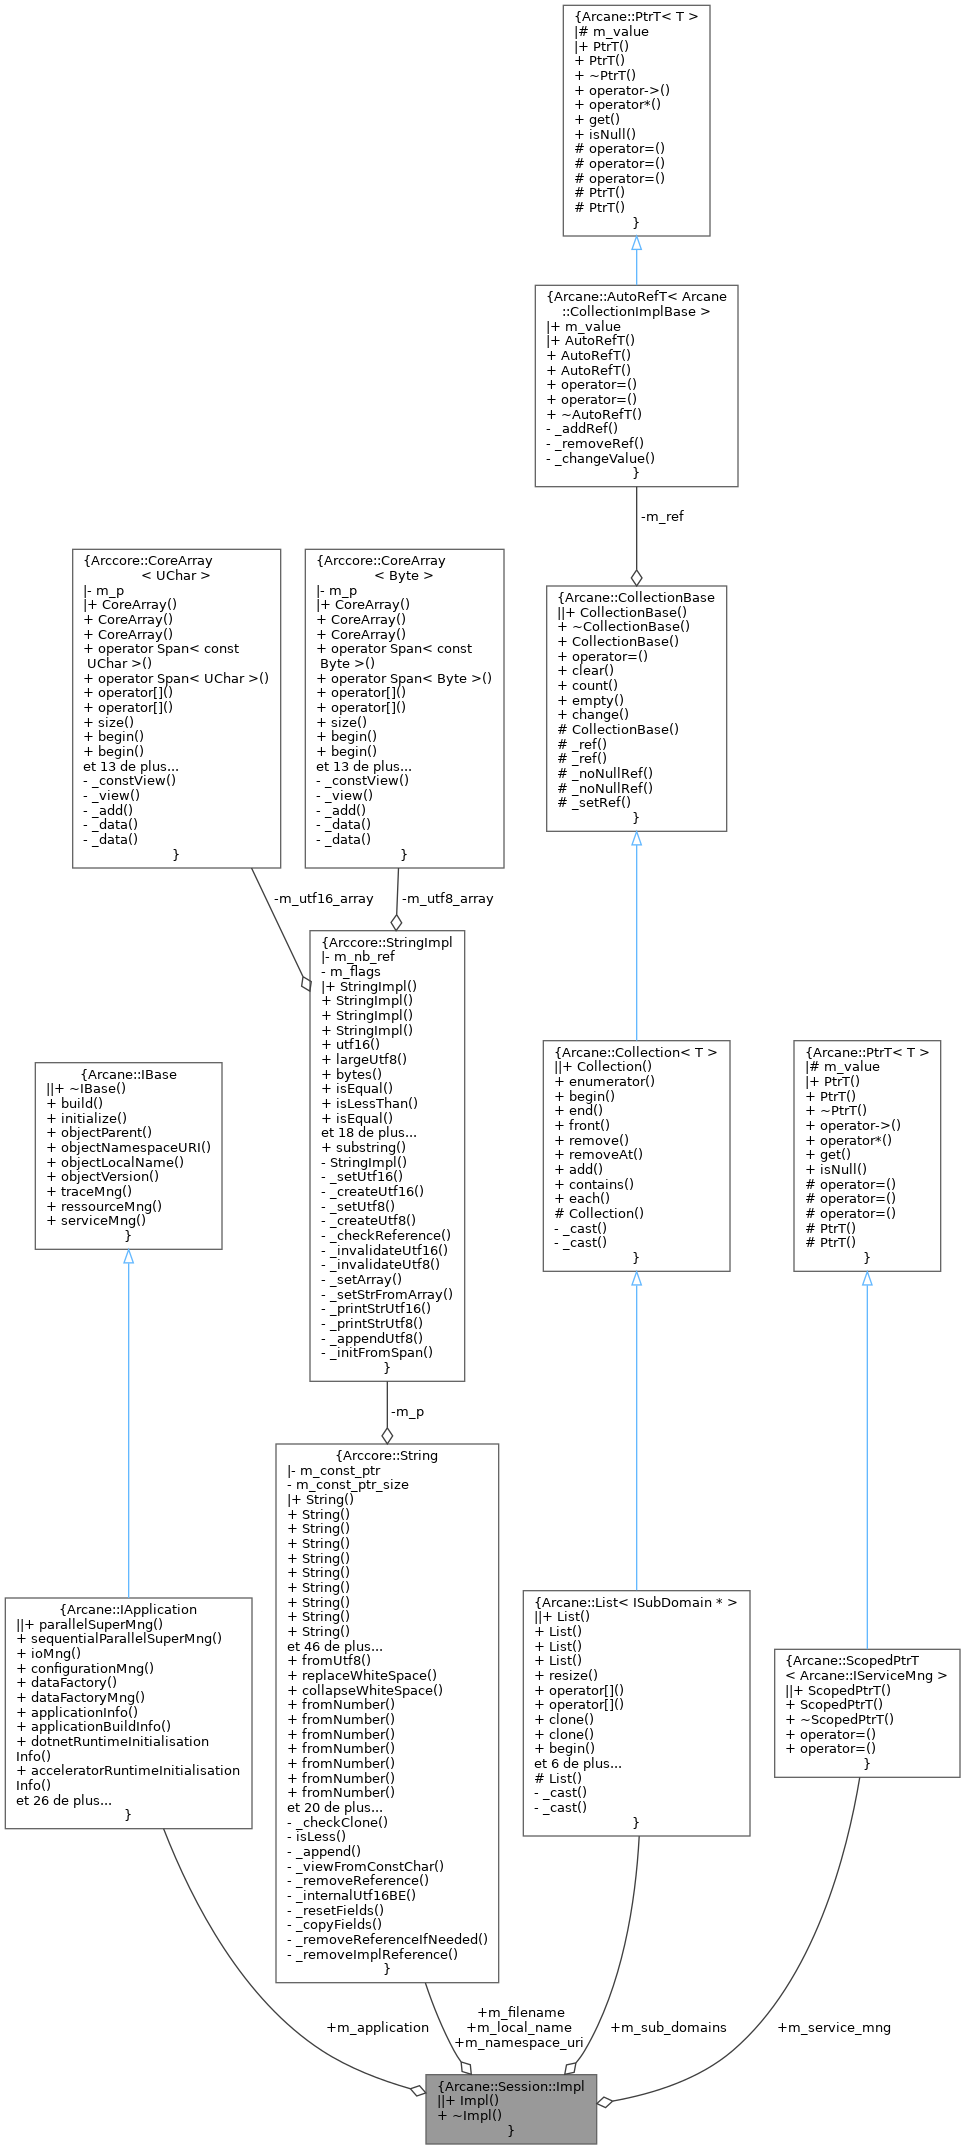 {Arcane::PtrT< T >
|# m_value
|+ PtrT()
+ PtrT()
+ ~PtrT()
+ operator->()
+ operator*()
+ get()
+ isNull()
# operator=()
# operator=()
# operator=()
# PtrT()
# PtrT()
}
{Arcane::AutoRefT< Arcane
::CollectionImplBase >
|+ m_value
|+ AutoRefT()
+ AutoRefT()
+ AutoRefT()
+ operator=()
+ operator=()
+ ~AutoRefT()
- _addRef()
- _removeRef()
- _changeValue()
}
-m_ref
{Arccore::CoreArray
< UChar >
|- m_p
|+ CoreArray()
+ CoreArray()
+ CoreArray()
+ operator Span< const
UChar >()
+ operator Span< UChar >()
+ operator[]()
+ operator[]()
+ size()
+ begin()
+ begin()
et 13 de plus...
- _constView()
- _view()
- _add()
- _data()
- _data()
}
{Arccore::CoreArray
< Byte >
|- m_p
|+ CoreArray()
+ CoreArray()
+ CoreArray()
+ operator Span< const
Byte >()
+ operator Span< Byte >()
+ operator[]()
+ operator[]()
+ size()
+ begin()
+ begin()
et 13 de plus...
- _constView()
- _view()
- _add()
- _data()
- _data()
}
{Arcane::CollectionBase
||+ CollectionBase()
+ ~CollectionBase()
+ CollectionBase()
+ operator=()
+ clear()
+ count()
+ empty()
+ change()
# CollectionBase()
# _ref()
# _ref()
# _noNullRef()
# _noNullRef()
# _setRef()
}
-m_utf16_array
-m_utf8_array
{Arccore::StringImpl
|- m_nb_ref
- m_flags
|+ StringImpl()
+ StringImpl()
+ StringImpl()
+ StringImpl()
+ utf16()
+ largeUtf8()
+ bytes()
+ isEqual()
+ isLessThan()
+ isEqual()
et 18 de plus...
+ substring()
- StringImpl()
- _setUtf16()
- _createUtf16()
- _setUtf8()
- _createUtf8()
- _checkReference()
- _invalidateUtf16()
- _invalidateUtf8()
- _setArray()
- _setStrFromArray()
- _printStrUtf16()
- _printStrUtf8()
- _appendUtf8()
- _initFromSpan()
}
{Arcane::IBase
||+ ~IBase()
+ build()
+ initialize()
+ objectParent()
+ objectNamespaceURI()
+ objectLocalName()
+ objectVersion()
+ traceMng()
+ ressourceMng()
+ serviceMng()
}
{Arcane::Collection< T >
||+ Collection()
+ enumerator()
+ begin()
+ end()
+ front()
+ remove()
+ removeAt()
+ add()
+ contains()
+ each()
# Collection()
- _cast()
- _cast()
}
{Arcane::PtrT< T >
|# m_value
|+ PtrT()
+ PtrT()
+ ~PtrT()
+ operator->()
+ operator*()
+ get()
+ isNull()
# operator=()
# operator=()
# operator=()
# PtrT()
# PtrT()
}
-m_p
{Arccore::String
|- m_const_ptr
- m_const_ptr_size
|+ String()
+ String()
+ String()
+ String()
+ String()
+ String()
+ String()
+ String()
+ String()
+ String()
et 46 de plus...
+ fromUtf8()
+ replaceWhiteSpace()
+ collapseWhiteSpace()
+ fromNumber()
+ fromNumber()
+ fromNumber()
+ fromNumber()
+ fromNumber()
+ fromNumber()
+ fromNumber()
et 20 de plus...
- _checkClone()
- isLess()
- _append()
- _viewFromConstChar()
- _removeReference()
- _internalUtf16BE()
- _resetFields()
- _copyFields()
- _removeReferenceIfNeeded()
- _removeImplReference()
}
{Arcane::IApplication
||+ parallelSuperMng()
+ sequentialParallelSuperMng()
+ ioMng()
+ configurationMng()
+ dataFactory()
+ dataFactoryMng()
+ applicationInfo()
+ applicationBuildInfo()
+ dotnetRuntimeInitialisation
Info()
+ acceleratorRuntimeInitialisation
Info()
et 26 de plus...
}
{Arcane::List< ISubDomain * >
||+ List()
+ List()
+ List()
+ List()
+ resize()
+ operator[]()
+ operator[]()
+ clone()
+ clone()
+ begin()
et 6 de plus...
# List()
- _cast()
- _cast()
}
{Arcane::ScopedPtrT
< Arcane::IServiceMng >
||+ ScopedPtrT()
+ ScopedPtrT()
+ ~ScopedPtrT()
+ operator=()
+ operator=()
}
+m_application
+m_filename
+m_local_name
+m_namespace_uri
+m_sub_domains
+m_service_mng
{Arcane::Session::Impl
||+ Impl()
+ ~Impl()
}